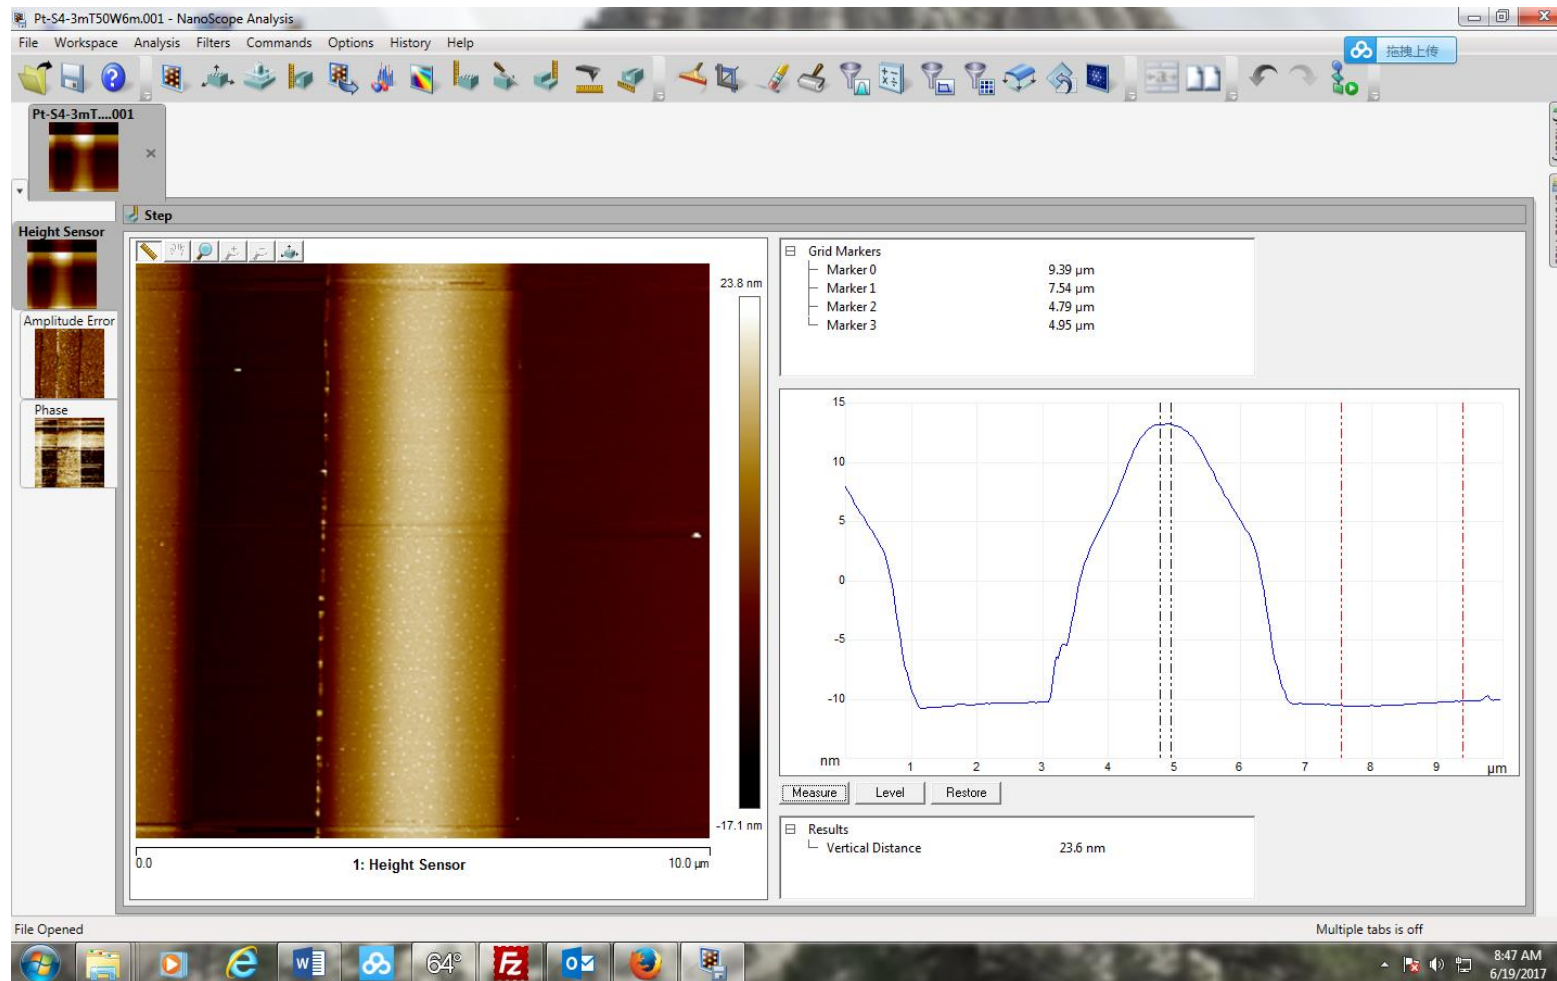 Pt-S4-3mT50W6m.001 - NanoScope Analysis
File Workspace Analysis Filters Commands Options History Help
拖拽上传
Pt-S4-3mT....001
Step
Height Sensor
Amplitude Error
Phase
23.8 nm
-17.1 nm
0.0 1: Height Sensor 10.0 µm
Grid Markers
Marker 0 9.39 µm
Marker 1 7.54 µm
Marker 2 4.79 µm
Marker 3 4.95 µm
15
10
5
0
-5
-10
nm 1 2 3 4 5 6 7 8 9 µm
Measure Level Restore
Results
Vertical Distance 23.6 nm
File Opened Multiple tabs is off
64°
8:47 AM
6/19/2017